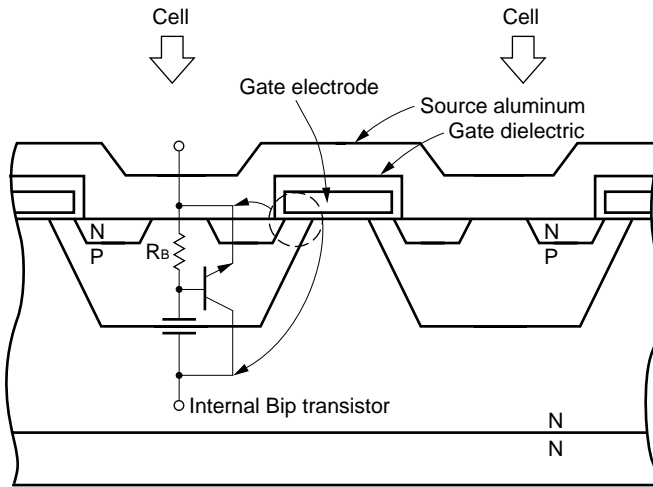 Cell
Cell
Gate electrode
Source aluminum
Gate dielectric
N
P
RB
N
P
Internal Bip transistor
N
N